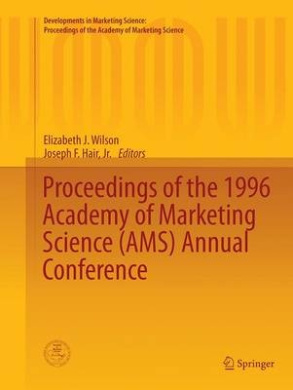 Developments in Marketing Science:
Proceedings of the Academy of Marketing Science
Elizabeth J. Wilson
Joseph F. Hair, Jr. Editors
Proceedings of the 1996
Academy of Marketing
Science (AMS) Annual
Conference
Springer